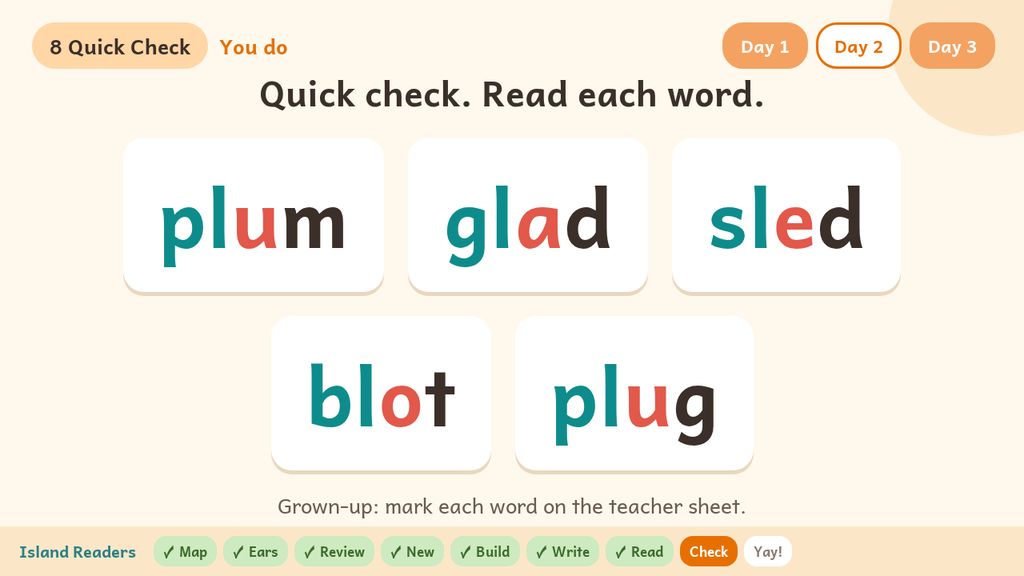 8 Quick Check You do Day 1 Day 2 Day 3
Quick check. Read each word.
plum glad sled
blot plug
Grown-up: mark each word on the teacher sheet.
Island Readers ✓ Map ✓ Ears ✓ Review ✓ New ✓ Build ✓ Write ✓ Read Check Yay!